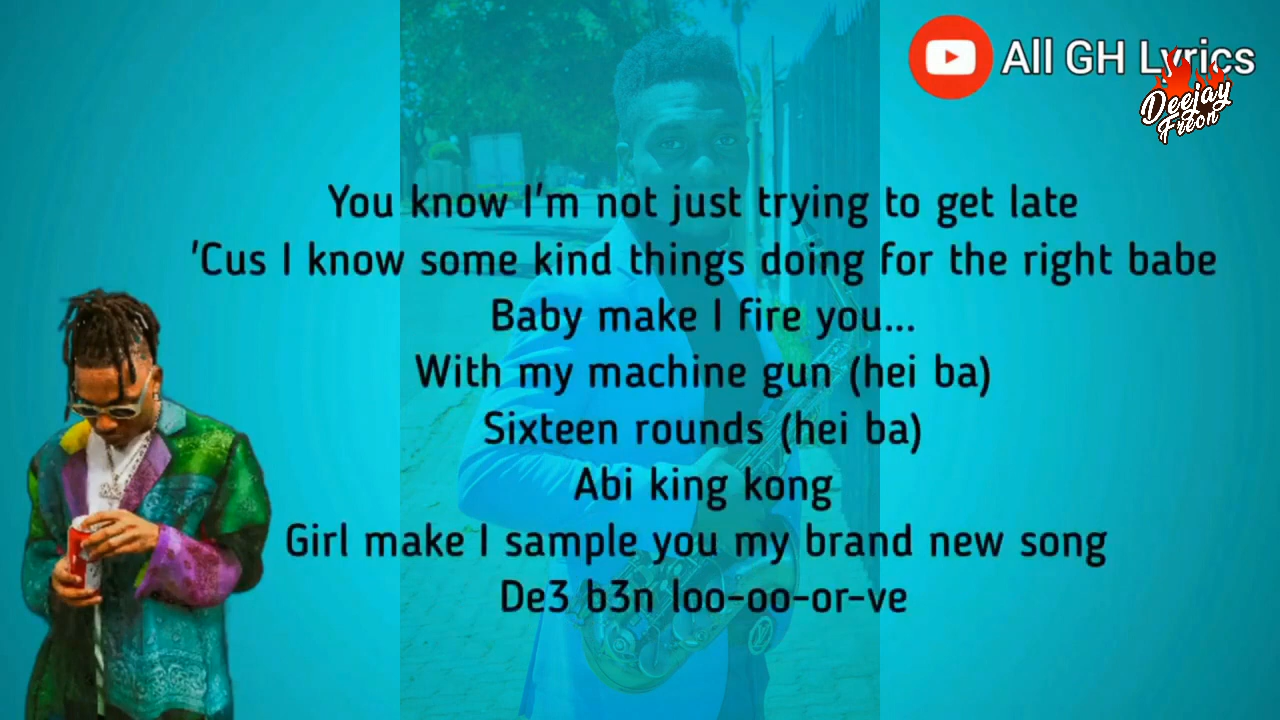 All GH Lyrics
Deejay
Freon
You know I'm not just trying to get late
'Cus I know some kind things doing for the right babe
Baby make I fire you...
With my machine gun (hei ba)
Sixteen rounds (hei ba)
Abi king kong
Girl make I sample you my brand new song
De3 b3n loo-oo-or-ve